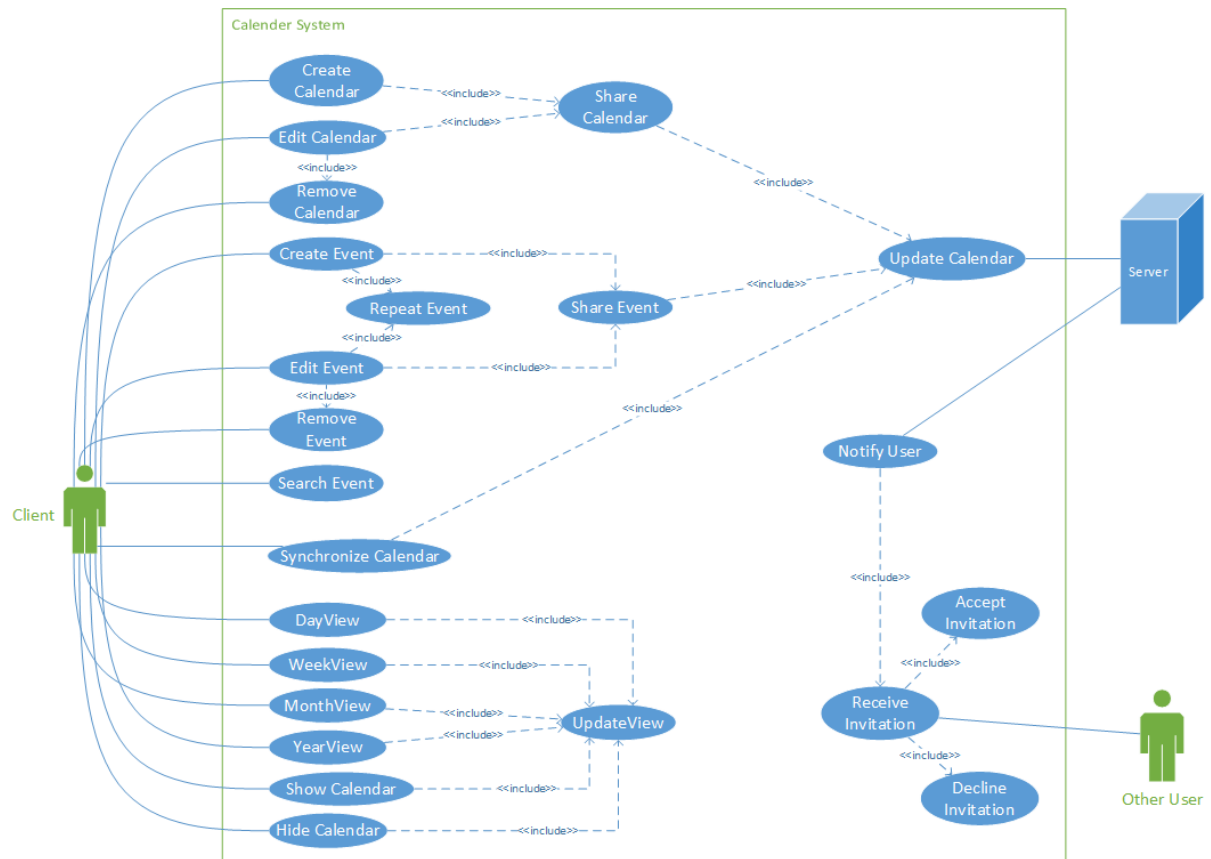 Calender System
Create
Calendar
<<include>>
Share
Calendar
<<include>>
Edit Calendar
<<include>>
Remove
Calendar
<<include>>
Create Event
<<include>>
Update Calendar
Server
<<include>>
<<include>>
Repeat Event
Share Event
<<include>>
Edit Event
<<include>>
<<include>>
<<include>>
Remove
Event
Notify User
Search Event
Client
Synchronize Calendar
<<include>>
Accept
Invitation
DayView
<<include>>
WeekView
<<include>>
<<include>>
MonthView
<<include>>
Receive
Invitation
UpdateView
YearView
<<include>>
<<include>>
Show Calendar
<<include>>
Decline
Invitation
Other User
Hide Calendar
<<include>>